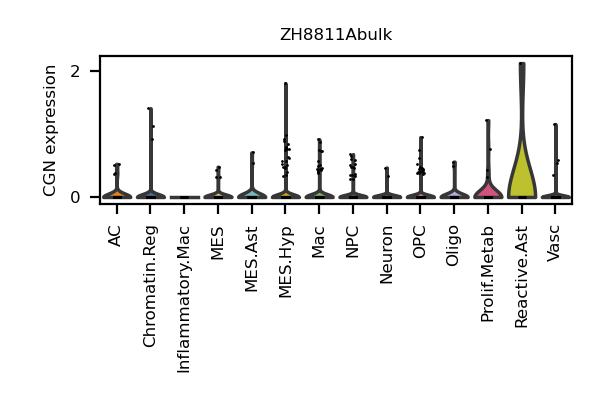 ZH8811Abulk
CGN expression
2
0
AC
Chromatin.Reg
Inflammatory.Mac
MES
MES.Ast
MES.Hyp
Mac
NPC
Neuron
OPC
Oligo
Prolif.Metab
Reactive.Ast
Vasc